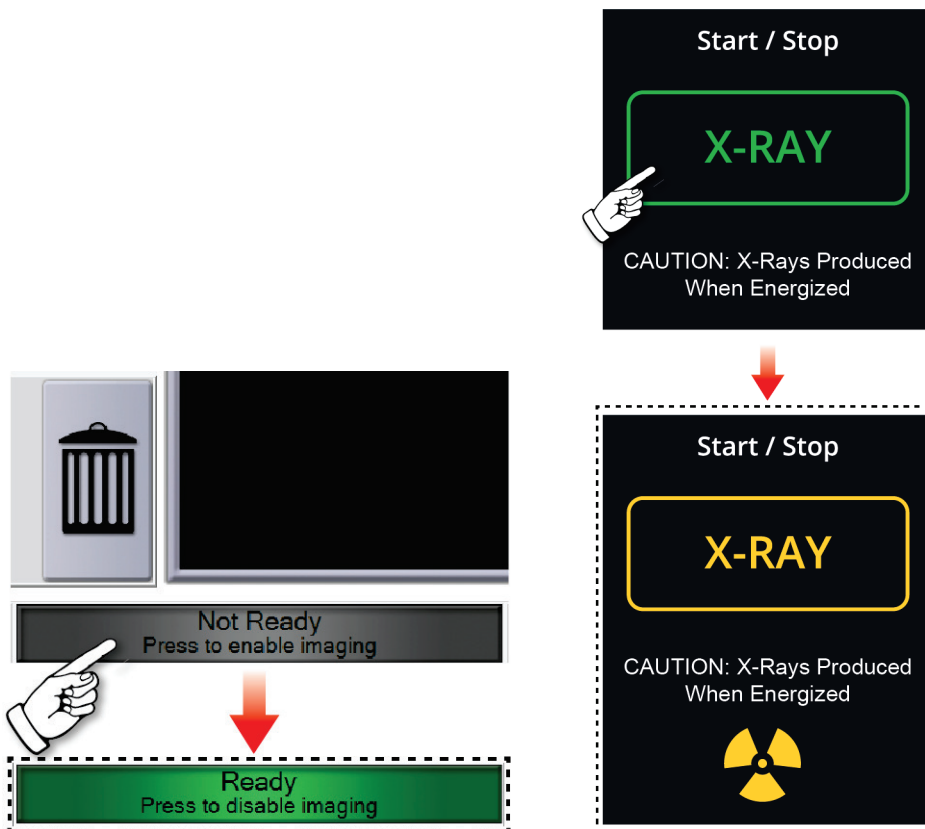 Not Ready
Press to enable imaging
Ready
Press to disable imaging
Start / Stop
X-RAY
CAUTION: X-Rays Produced
When Energized
Start / Stop
X-RAY
CAUTION: X-Rays Produced
When Energized